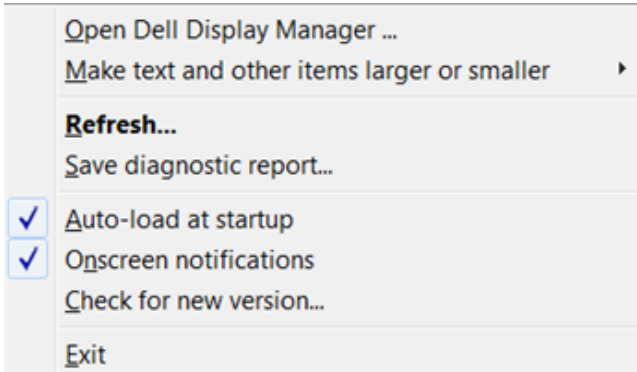 Open Dell Display Manager ...
Make text and other items larger or smaller
Refresh...
Save diagnostic report...
Auto-load at startup
Onscreen notifications
Check for new version...
Exit